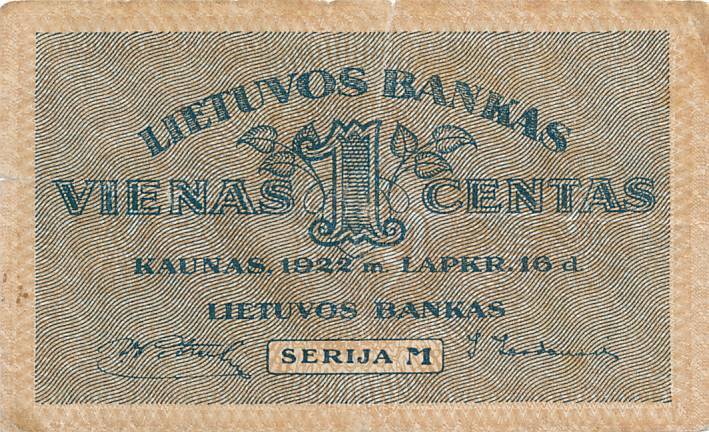 LIETUVOS BANKAS
VIENAS 1 CENTAS
KAUNAS, 1922 m. LAPKR. 16 d.
LIETUVOS BANKAS
SERIJA M